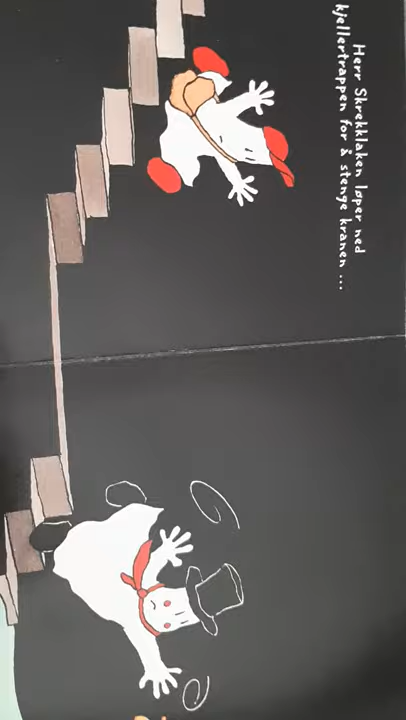 Herr Skrekklaken løper ned
kjellertrappen for å stenge kranen ...